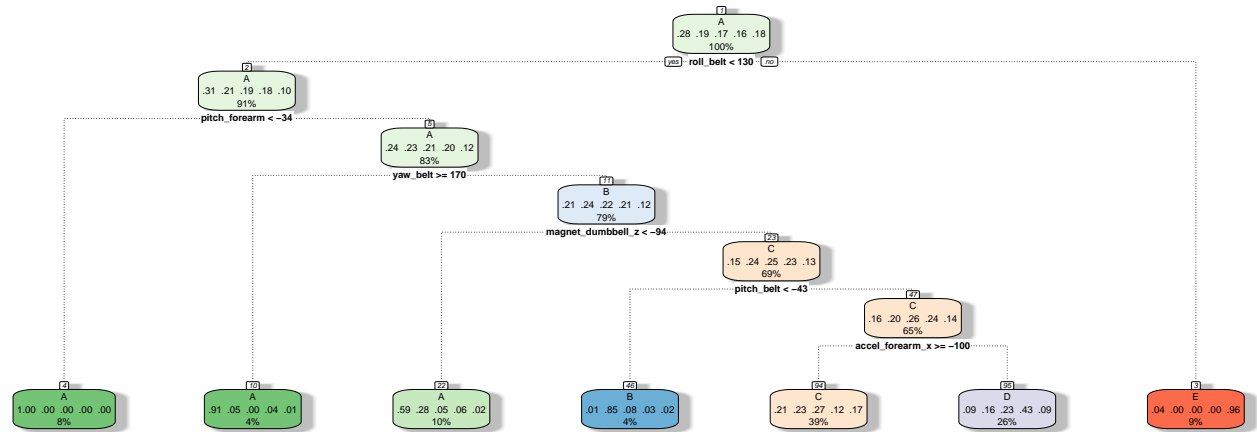 1
A
.28 .19 .17 .16 .18
100%
yes roll_belt < 130 no
2
A
.31 .21 .19 .18 .10
91%
pitch_forearm < −34
5
A
.24 .23 .21 .20 .12
83%
yaw_belt >= 170
11
B
.21 .24 .22 .21 .12
79%
magnet_dumbbell_z < −94
23
C
.15 .24 .25 .23 .13
69%
pitch_belt < −43
47
C
.16 .20 .26 .24 .14
65%
accel_forearm_x >= −100
4
A
1.00 .00 .00 .00 .00
8%
10
A
.91 .05 .00 .04 .01
4%
22
A
.59 .28 .05 .06 .02
10%
46
B
.01 .85 .08 .03 .02
4%
94
C
.21 .23 .27 .12 .17
39%
95
D
.09 .16 .23 .43 .09
26%
3
E
.04 .00 .00 .00 .96
9%